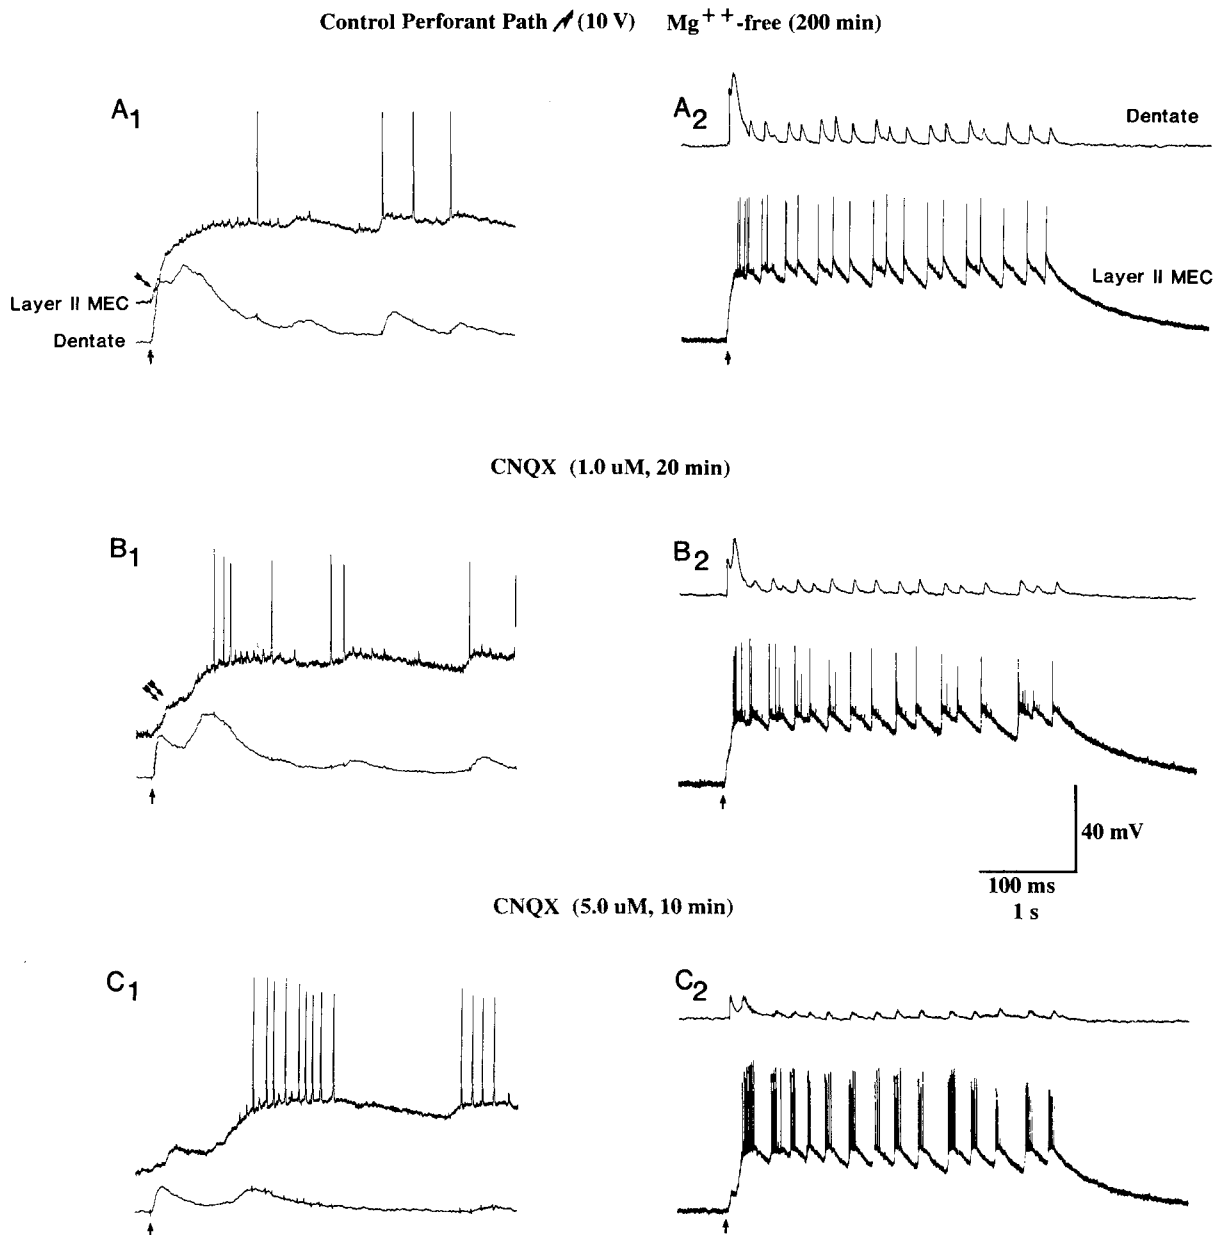 Control Perforant Path (10 V) Mg++-free (200 min)
A1
A2
Dentate
Layer II MEC
Layer II MEC
Dentate
CNQX (1.0 uM, 20 min)
B1
B2
40 mV
100 ms
1 s
CNQX (5.0 uM, 10 min)
C1
C2